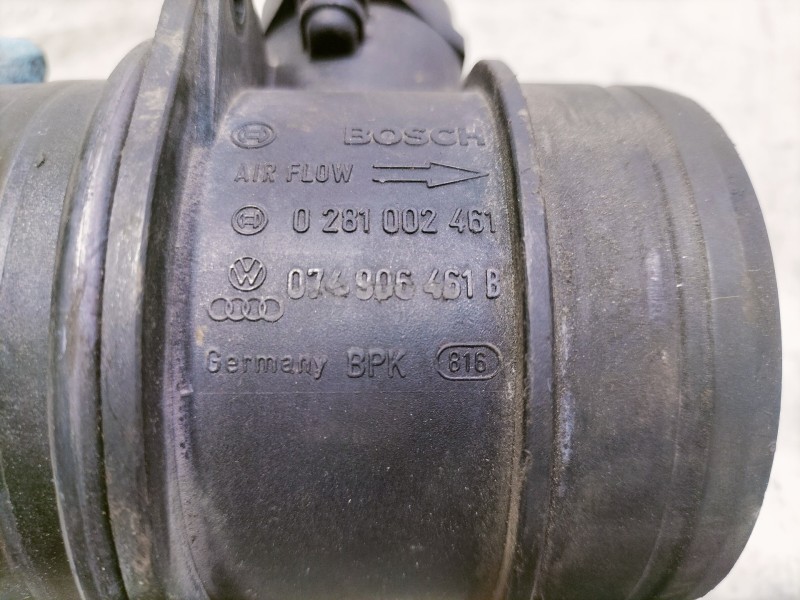 BOSCH
AIR FLOW
0 281 002 461
074 906 461 B
Germany BPK 816